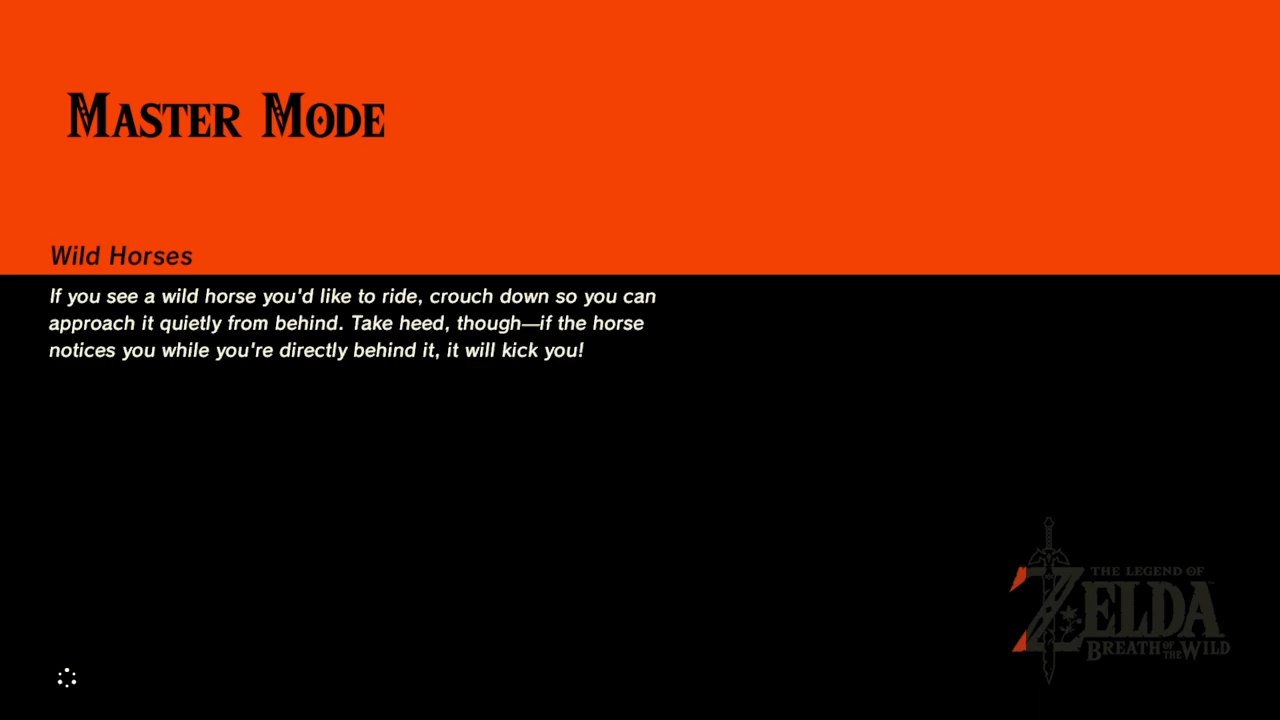 Master Mode
Wild Horses
If you see a wild horse you'd like to ride, crouch down so you can
approach it quietly from behind. Take heed, though—if the horse
notices you while you're directly behind it, it will kick you!
THE LEGEND OF
ZELDA
BREATH OF THE WILD